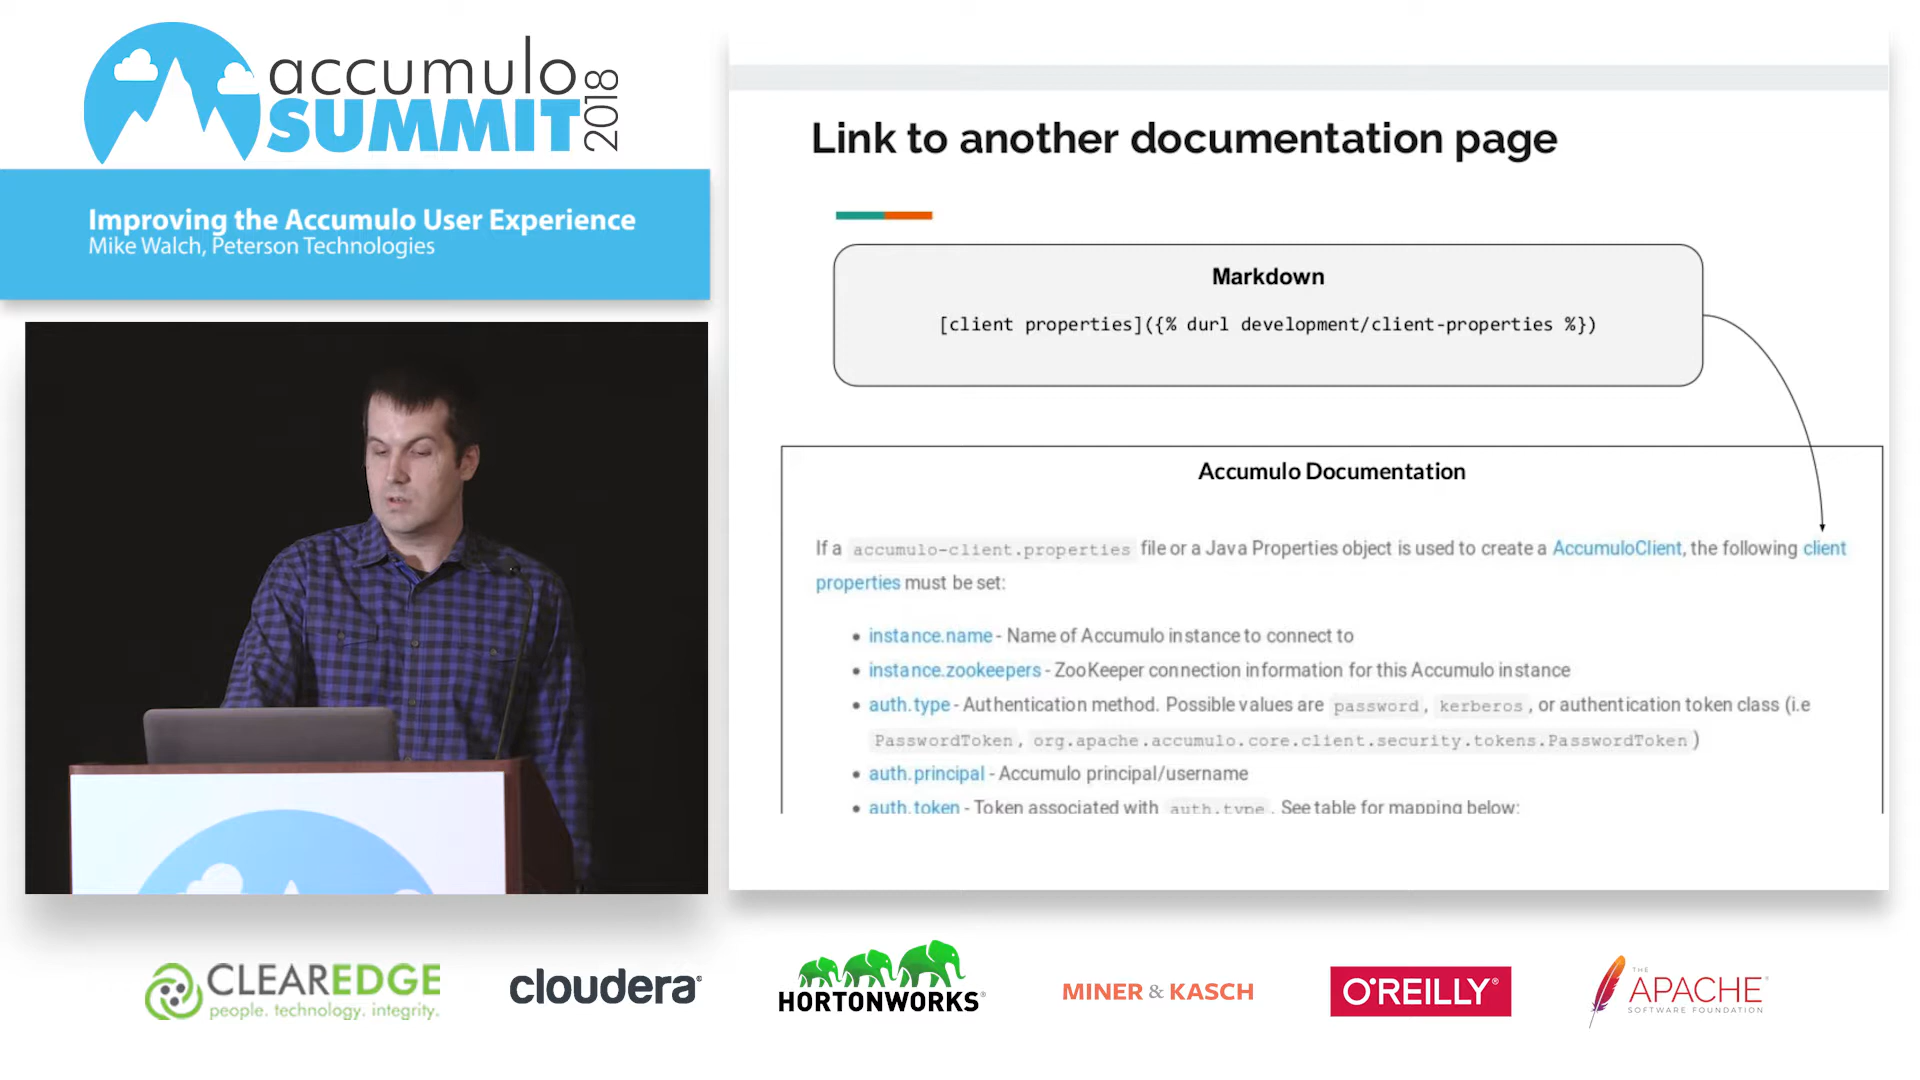 accumulo
SUMMIT
2018
Improving the Accumulo User Experience
Mike Walch, Peterson Technologies
Link to another documentation page
Markdown
[client properties]({% durl development/client-properties %})
Accumulo Documentation
If a accumulo-client.properties file or a Java Properties object is used to create a AccumuloClient, the following client
properties must be set:
• instance.name - Name of Accumulo instance to connect to
• instance.zookeepers - ZooKeeper connection information for this Accumulo instance
• auth.type - Authentication method. Possible values are password, kerberos, or authentication token class (i.e
PasswordToken, org.apache.accumulo.core.client.security.tokens.PasswordToken)
• auth.principal - Accumulo principal/username
• auth.token - Token associated with auth.type. See table for mapping below:
CLEAREDGE
people. technology. integrity.
cloudera®
HORTONWORKS®
MINER & KASCH
O'REILLY®
THE
APACHE®
SOFTWARE FOUNDATION